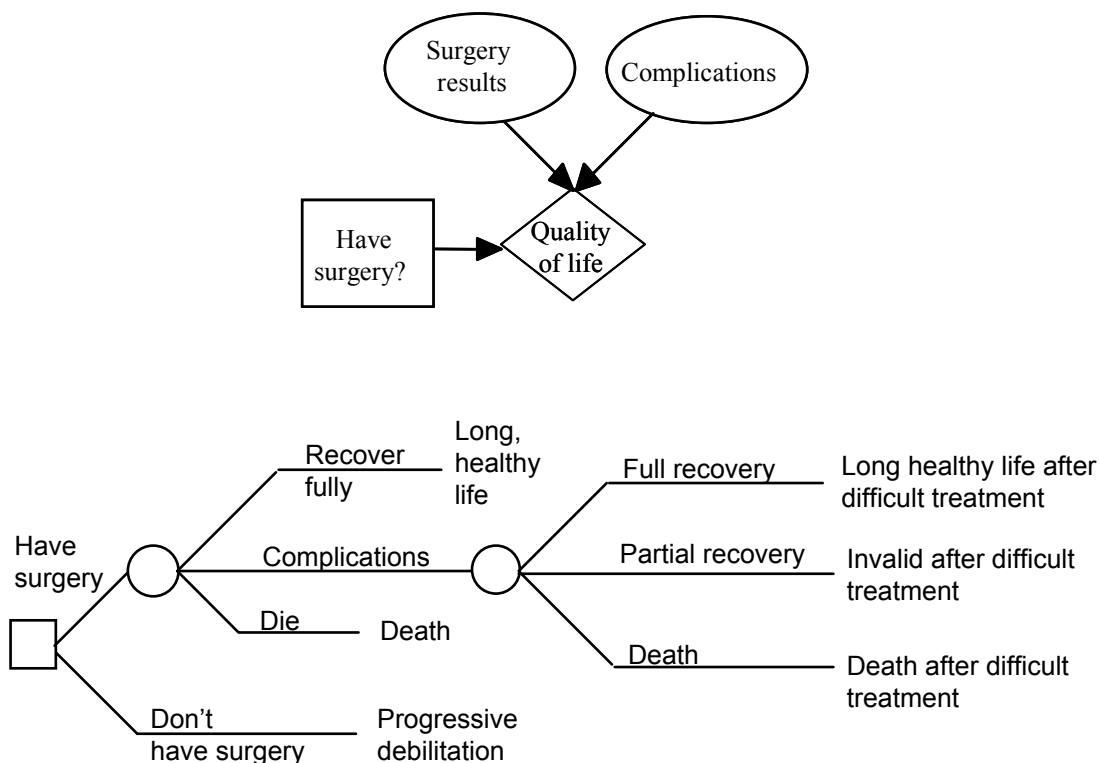 Surgery
results
Complications
Have
surgery?
Quality
of life
Have
surgery
Recover
fully
Long,
healthy
life
Complications
Die
Death
Full recovery
Long healthy life after
difficult treatment
Partial recovery
Invalid after difficult
treatment
Death
Death after difficult
treatment
Don't
have surgery
Progressive
debilitation